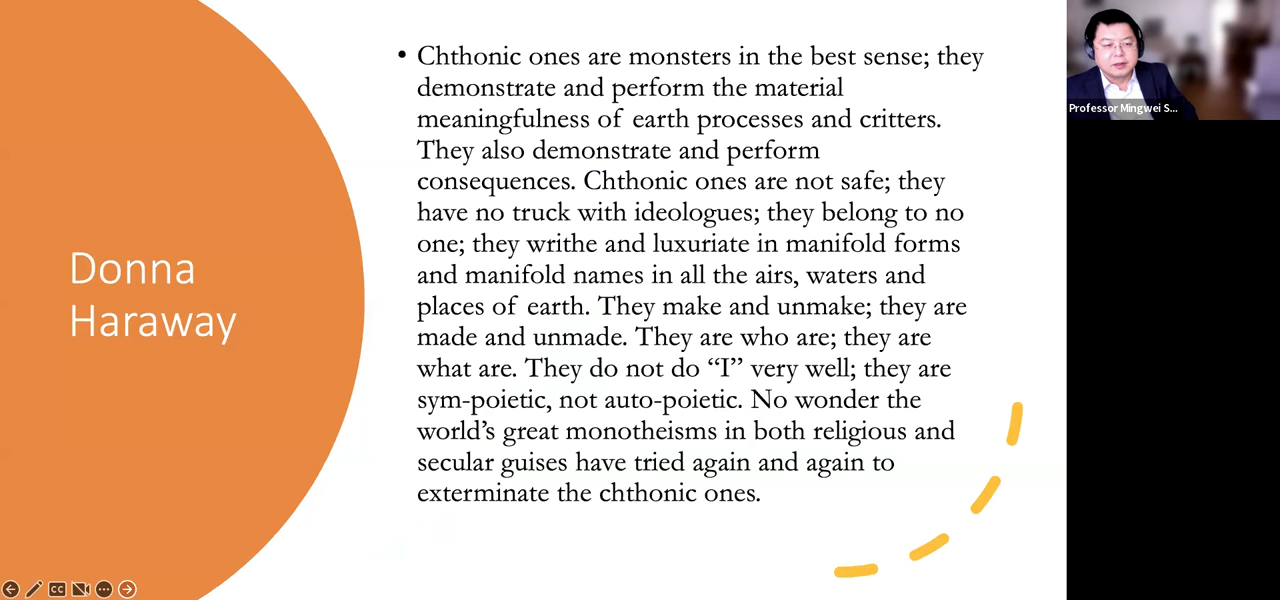 Donna
Haraway
• Chthonic ones are monsters in the best sense; they
demonstrate and perform the material
meaningfulness of earth processes and critters.
They also demonstrate and perform
consequences. Chthonic ones are not safe; they
have no truck with ideologues; they belong to no
one; they writhe and luxuriate in manifold forms
and manifold names in all the airs, waters and
places of earth. They make and unmake; they are
made and unmade. They are who are; they are
what are. They do not do “I” very well; they are
sym-poietic, not auto-poietic. No wonder the
world’s great monotheisms in both religious and
secular guises have tried again and again to
exterminate the chthonic ones.
Professor Mingwei S...
CC